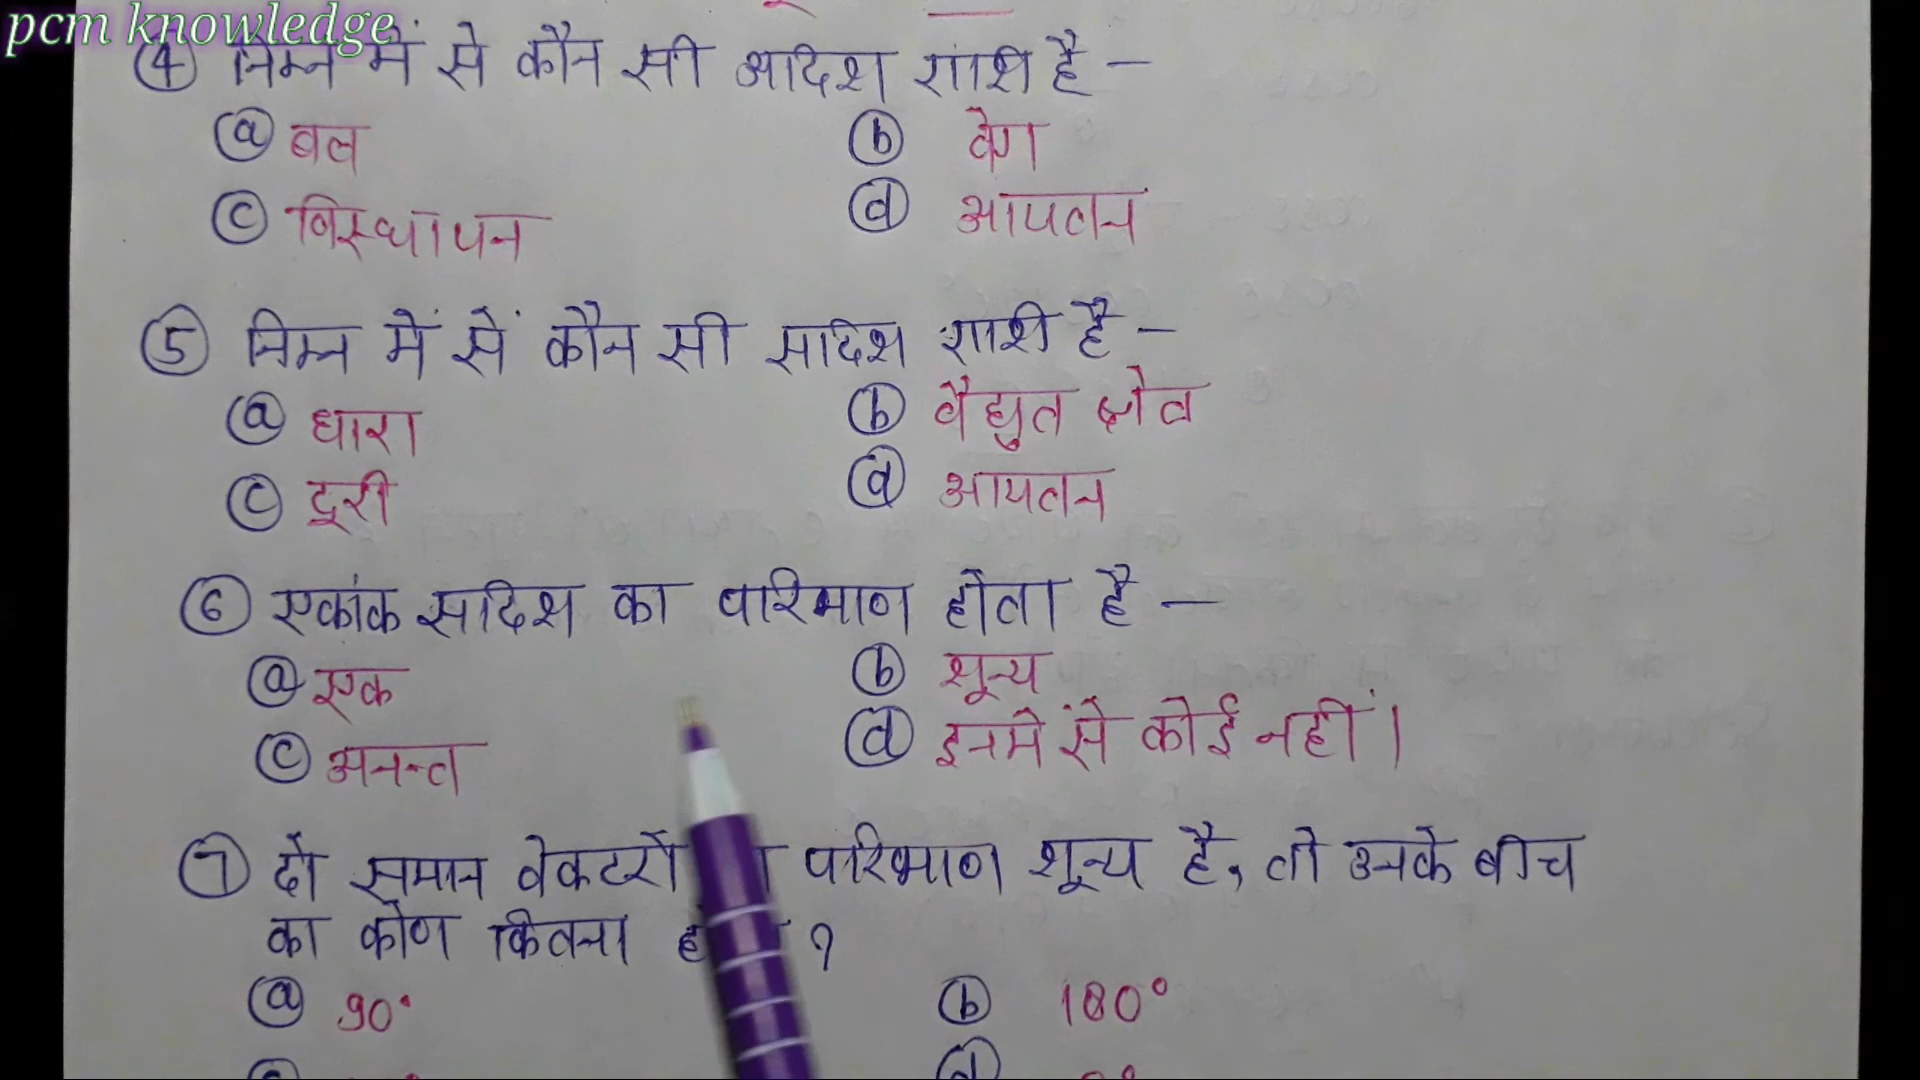 pcm knowledge
④ निम्न में से कौन सी अदिश राशि है -
ⓐ बल ⓑ वेग
ⓒ विस्थापन ⓓ आयतन
⑤ निम्न में सें कौन सी सदिश राशी है -
ⓐ धारा ⓑ वैद्युत क्षेत्र
ⓒ दूरी ⓓ आयतन
⑥ एकांक सदिश का परिमाण होता है -
ⓐ एक ⓑ शून्य
ⓒ अनन्त ⓓ इनमें से कोई नहीं।
⑦ दो समान वेक्टरों परिमाण शून्य है, तो उनके बीच
का कोण कितना ?
ⓐ 90° ⓑ 180°